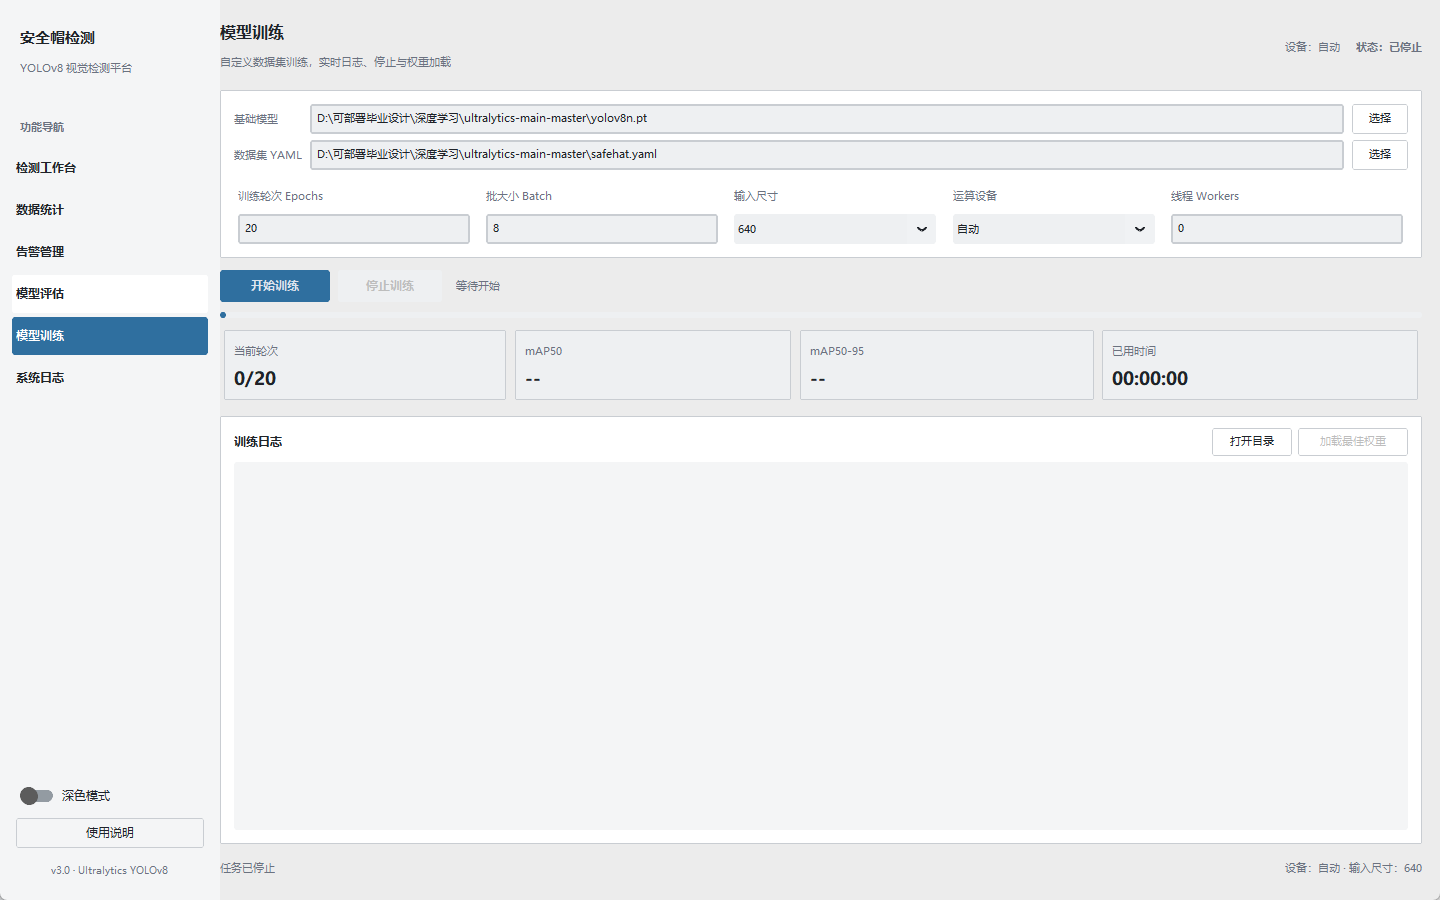 安全帽检测
YOLOv8 视觉检测平台
功能导航
检测工作台
数据统计
告警管理
模型评估
模型训练
系统日志
深色模式
使用说明
v3.0 · Ultralytics YOLOv8
模型训练
自定义数据集训练，实时日志、停止与权重加载
设备：自动 状态：已停止
基础模型 D:\可部署毕业设计\深度学习\ultralytics-main-master\yolov8n.pt 选择
数据集 YAML D:\可部署毕业设计\深度学习\ultralytics-main-master\safehat.yaml 选择
训练轮次 Epochs 批大小 Batch 输入尺寸 运算设备 线程 Workers
20 8 640 自动 0
开始训练 停止训练 等待开始
当前轮次 mAP50 mAP50-95 已用时间
0/20 -- -- 00:00:00
训练日志 打开目录 加载最佳权重
任务已停止 设备：自动 · 输入尺寸：640